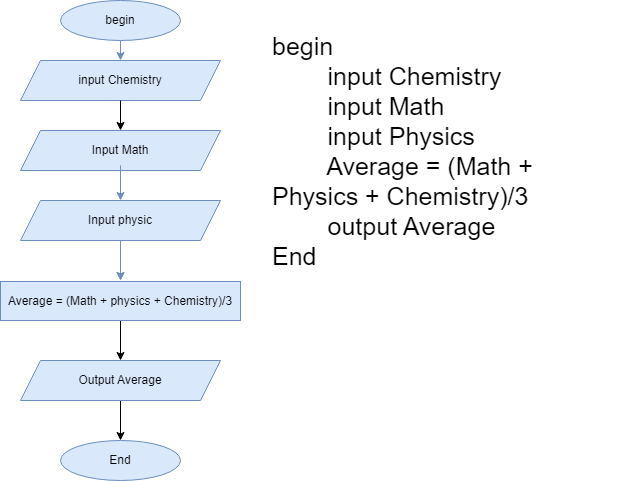 begin
input Chemistry
Input Math
Input physic
Average = (Math + physics + Chemistry)/3
Output Average
End
begin
input Chemistry
input Math
input Physics
Average = (Math +
Physics + Chemistry)/3
output Average
End